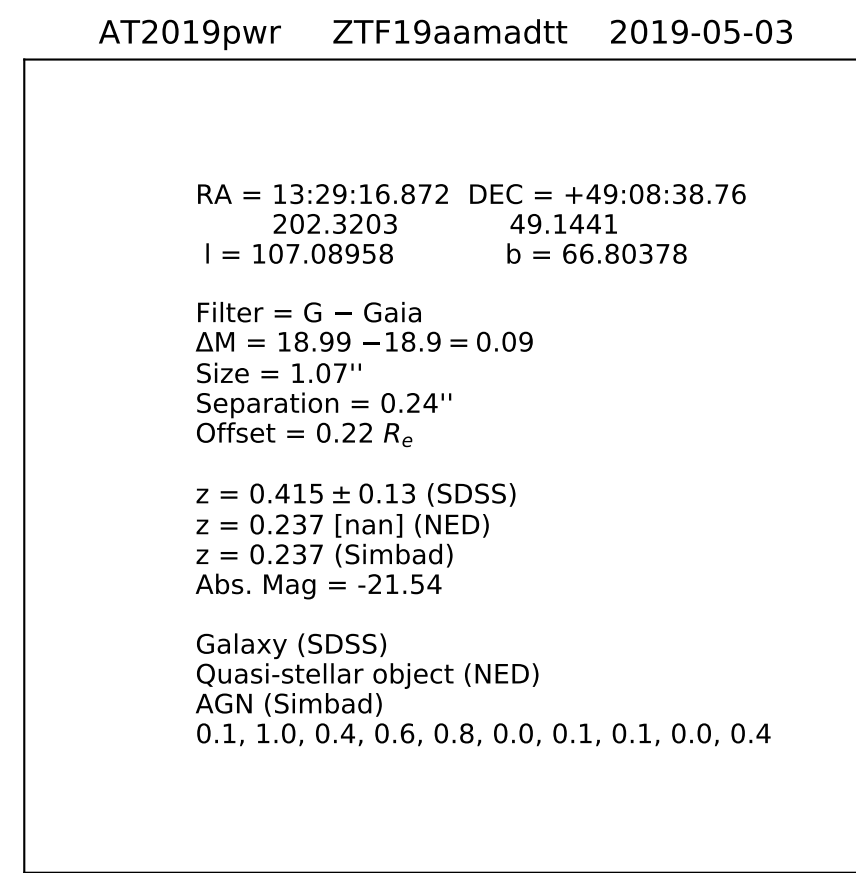 AT2019pwr ZTF19aamadtt 2019-05-03
RA = 13:29:16.872 DEC = +49:08:38.76
202.3203 49.1441
l = 107.08958 b = 66.80378
Filter = G − Gaia
ΔM = 18.99 −18.9 = 0.09
Size = 1.07''
Separation = 0.24''
Offset = 0.22 Rₑ
z = 0.415 ± 0.13 (SDSS)
z = 0.237 [nan] (NED)
z = 0.237 (Simbad)
Abs. Mag = -21.54
Galaxy (SDSS)
Quasi-stellar object (NED)
AGN (Simbad)
0.1, 1.0, 0.4, 0.6, 0.8, 0.0, 0.1, 0.1, 0.0, 0.4